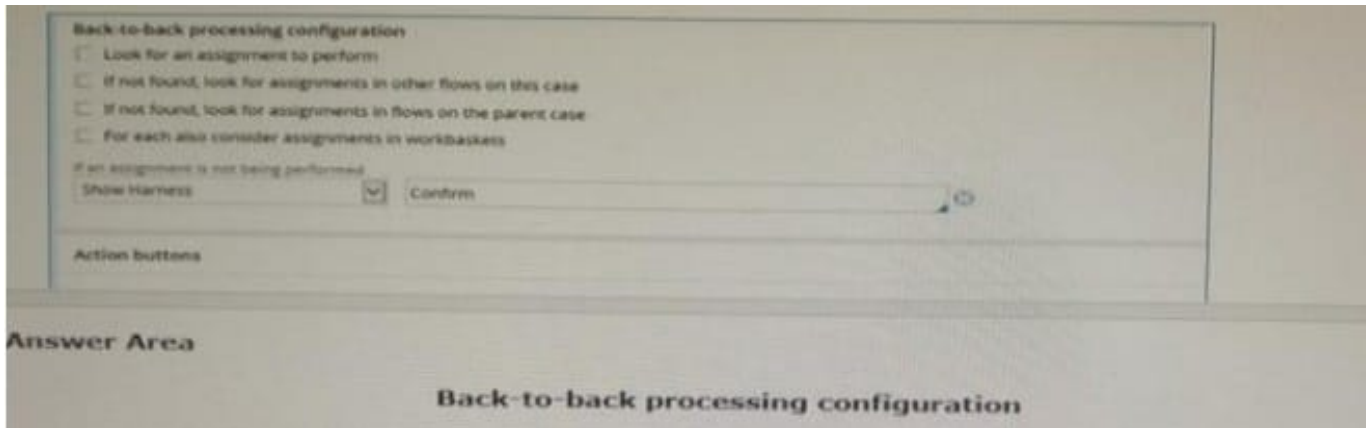 Back-to-back processing configuration
Look for an assignment to perform
If not found, look for assignments in other flows on this case
If not found, look for assignments in flows on the parent case
For each also consider assignments in workbaskets
If an assignment is not being performed
Show Harness
Confirm
Action buttons
Answer Area
Back-to-back processing configuration